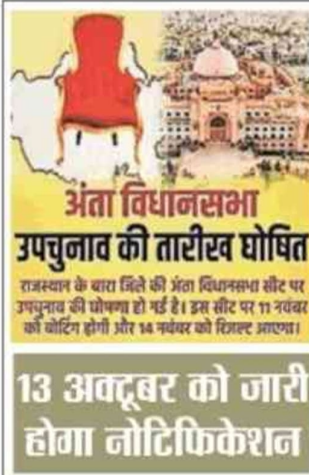 अंता विधानसभा
उपचुनाव की तारीख घोषित
राजस्थान के बारा जिले की अंता विधानसभा सीट पर
उपचुनाव की घोषणा हो गई है। इस सीट पर 11 नवंबर
को वोटिंग होगी और 14 नवंबर को रिजल्ट आएगा।
13 अक्टूबर को जारी
होगा नोटिफिकेशन